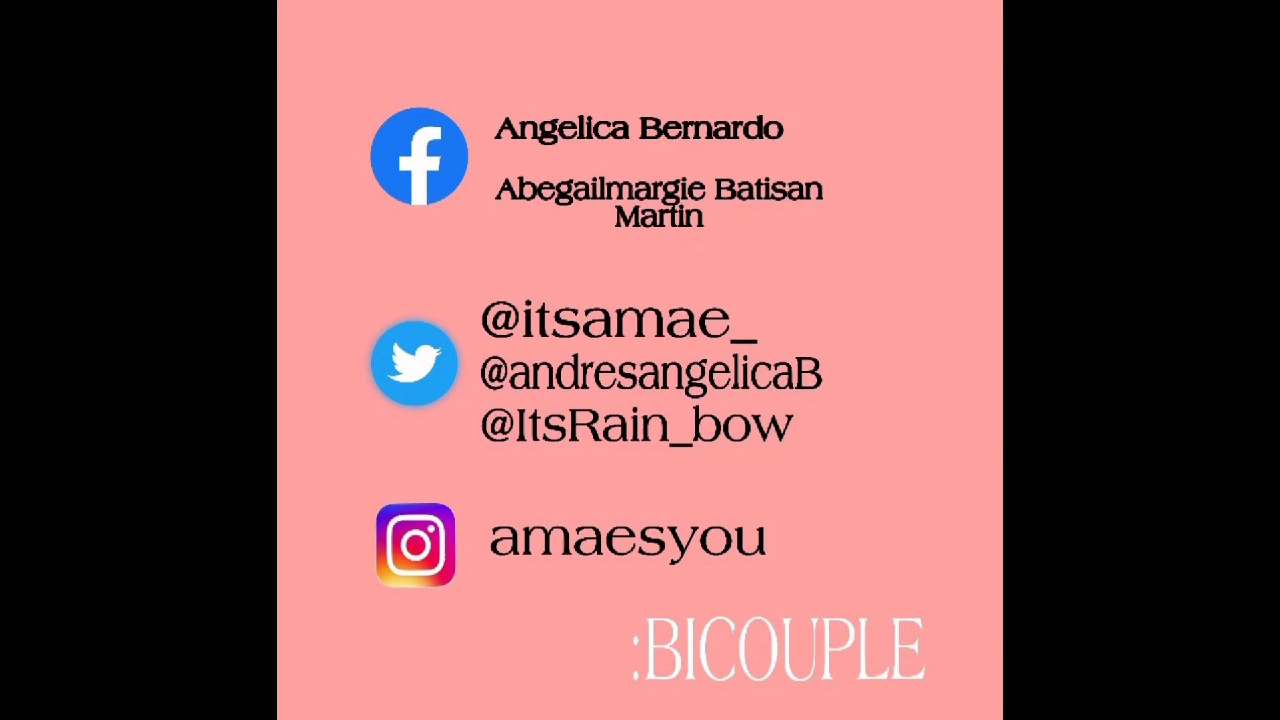 Angelica Bernardo
Abegailmargie Batisan
Martin
@itsamae_
@andresangelicaB
@ItsRain_bow
amaesyou
:BICOUPLE